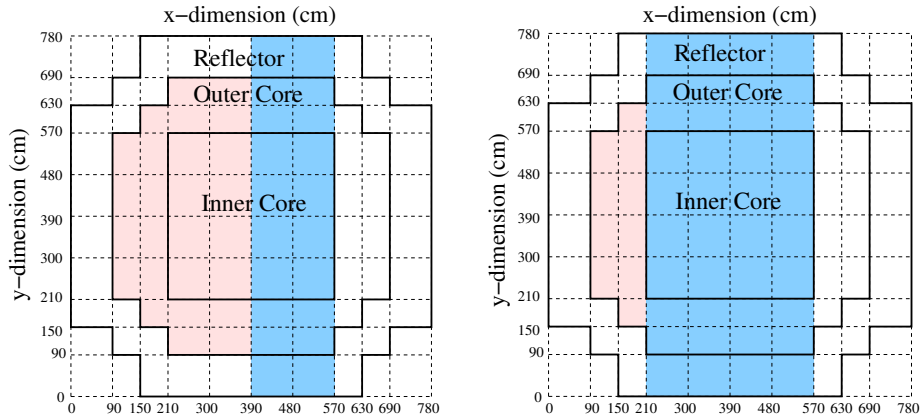 x−dimension (cm)
780
690
630
570
480
390
300
210
150
90
0
y−dimension (cm)
Reflector
Outer Core
Inner Core
0 90 150 210 300 390 480 570 630 690 780
x−dimension (cm)
780
690
630
570
480
390
300
210
150
90
0
y−dimension (cm)
Reflector
Outer Core
Inner Core
0 90 150 210 300 390 480 570 630 690 780